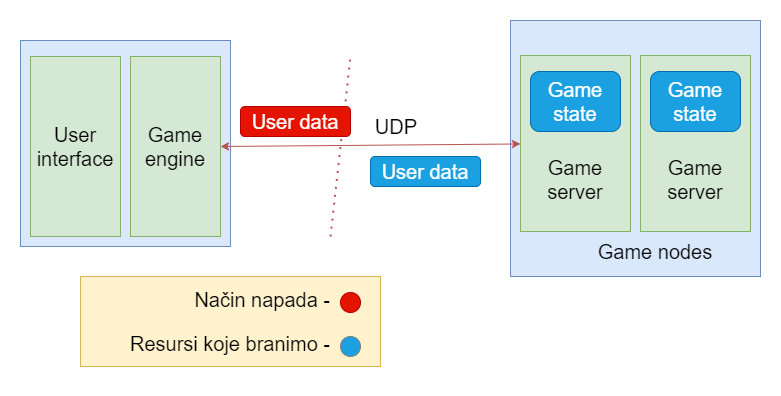 User
interface
Game
engine
User data
UDP
User data
Game
state
Game
server
Game
state
Game
server
Game nodes
Način napada -
Resursi koje branimo -